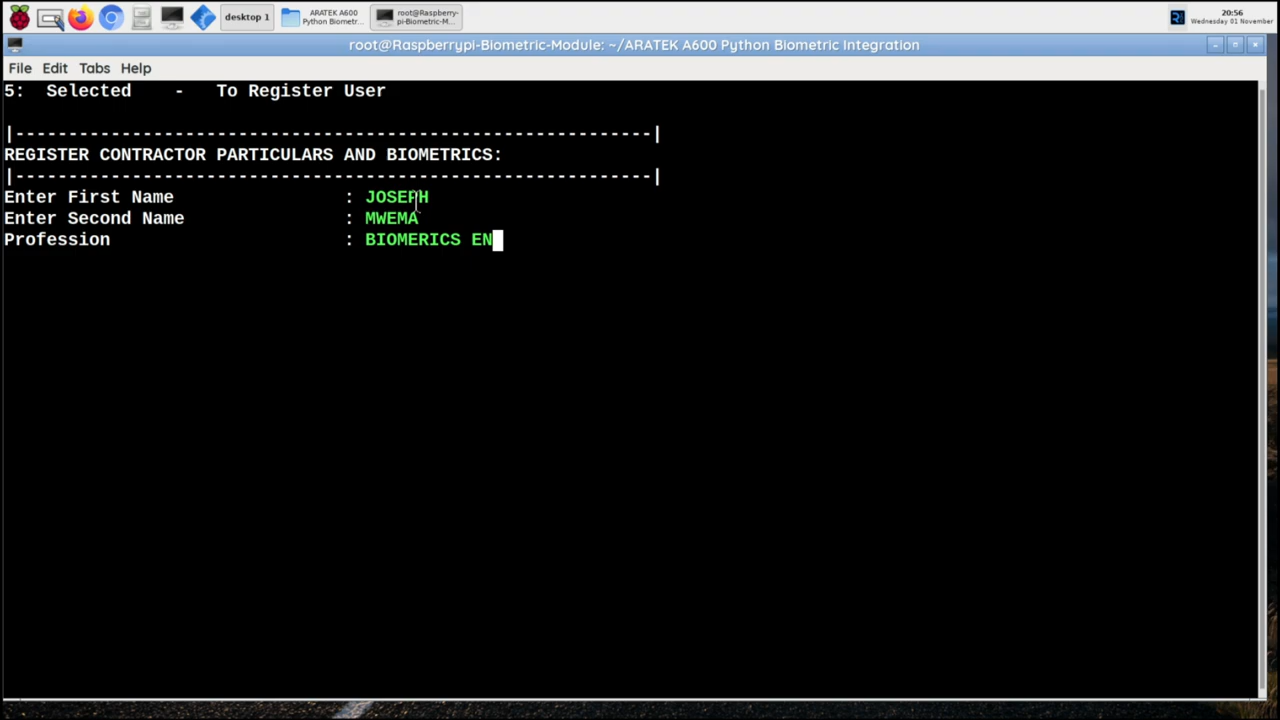 desktop 1
ARATEK A600
Python Biometr...
root@Raspberry-
pi-Biometric-M...
20:56
Wednesday 01 November
root@Raspberrypi-Biometric-Module: ~/ARATEK A600 Python Biometric Integration
File Edit Tabs Help
5: Selected - To Register User
|------------------------------------------------------------|
REGISTER CONTRACTOR PARTICULARS AND BIOMETRICS:
|------------------------------------------------------------|
Enter First Name : JOSEPH
Enter Second Name : MWEMA
Profession : BIOMERICS EN